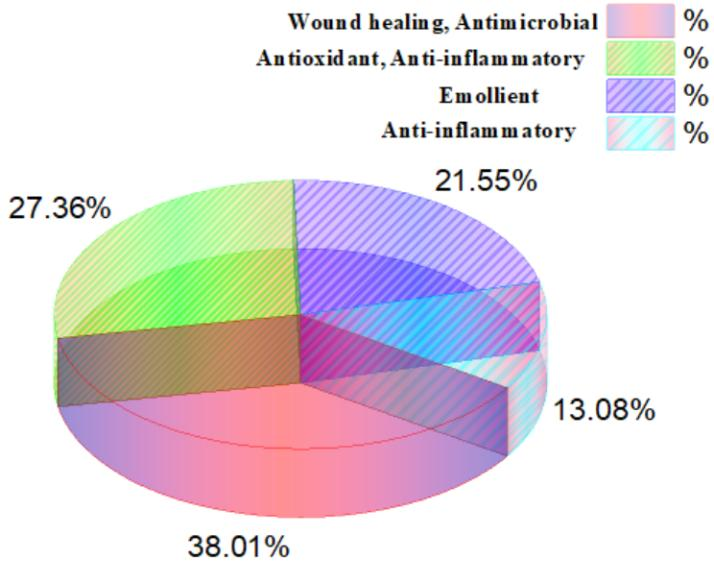 Wound healing, Antimicrobial %
Antioxidant, Anti-inflammatory %
Emollient %
Anti-inflammatory %
21.55%
27.36%
13.08%
38.01%